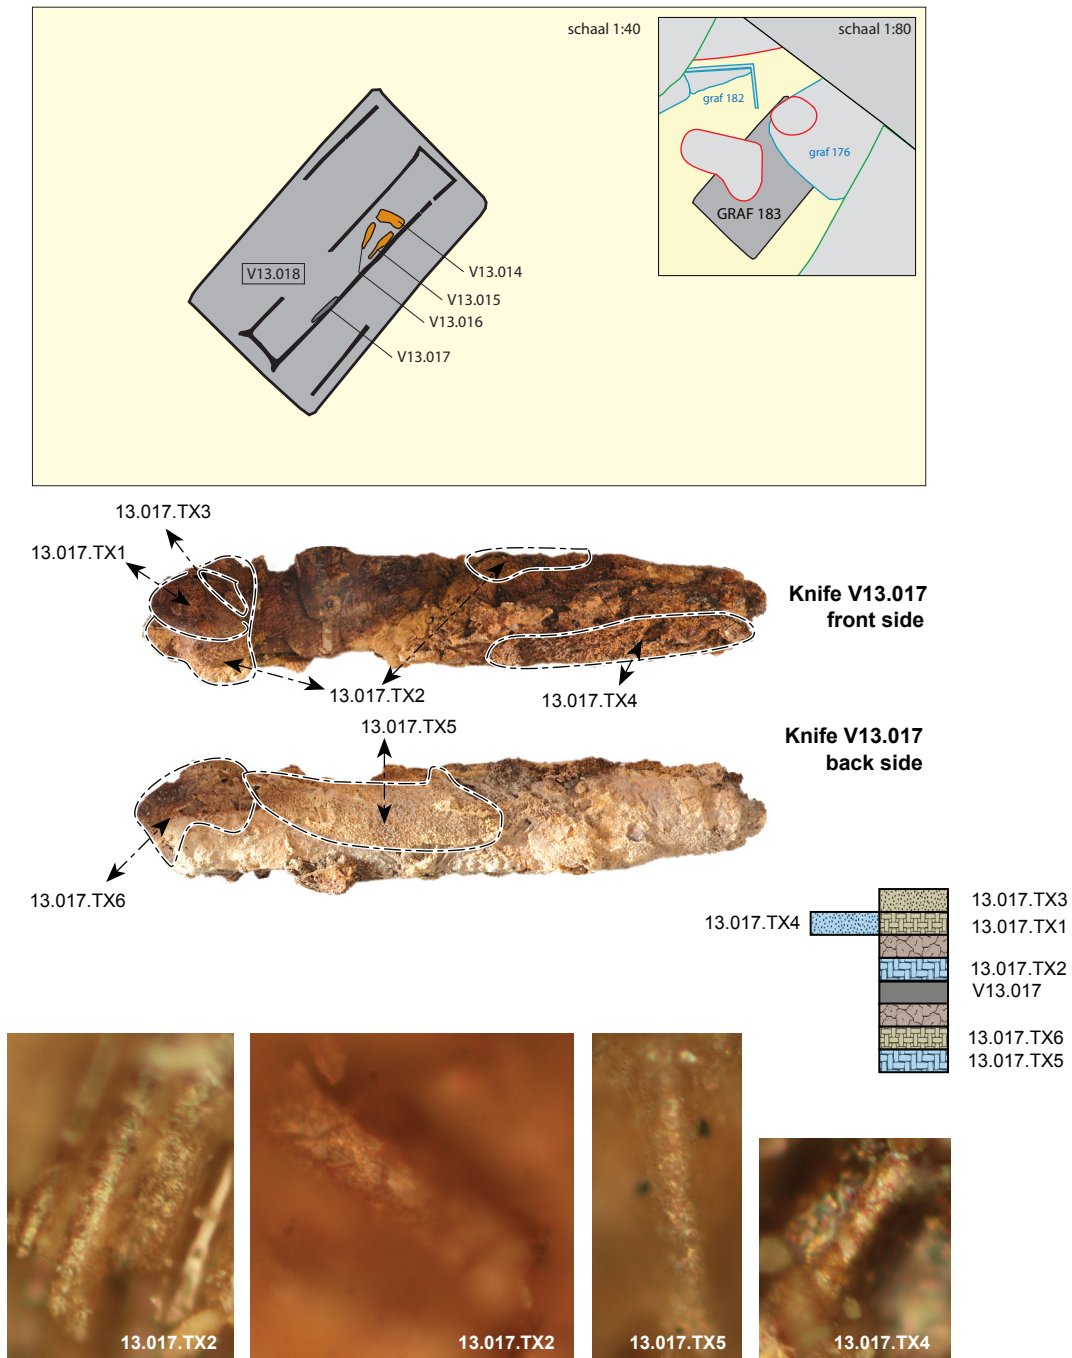 schaal 1:40
schaal 1:80
graf 182
graf 176
GRAF 183
V13.018
V13.014
V13.015
V13.016
V13.017
13.017.TX3
13.017.TX1
Knife V13.017
front side
13.017.TX2
13.017.TX4
13.017.TX5
Knife V13.017
back side
13.017.TX6
13.017.TX3
13.017.TX4
13.017.TX1
13.017.TX2
V13.017
13.017.TX6
13.017.TX5
13.017.TX2
13.017.TX2
13.017.TX5
13.017.TX4